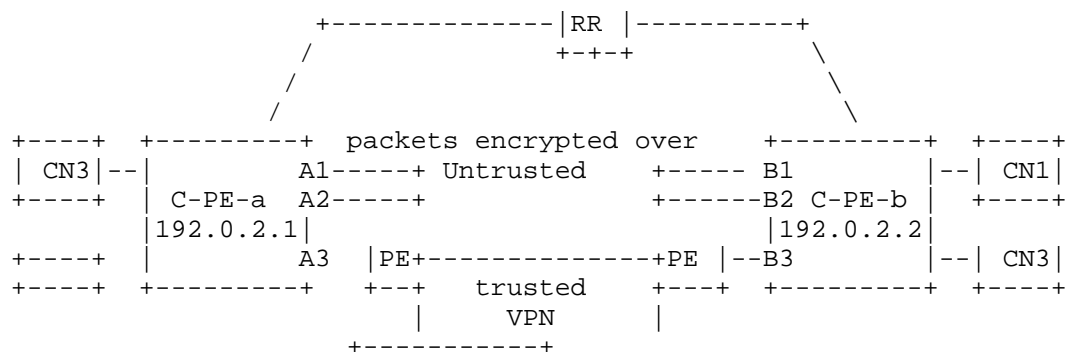 +--------------|RR |----------+
/ +-+-+ \
/ \
/ \
+----+ +---------+ packets encrypted over +---------+ +----+
| CN3|--| A1-----+ Untrusted +----- B1 |--| CN1|
+----+ | C-PE-a A2-----+ +------B2 C-PE-b | +----+
|192.0.2.1| |192.0.2.2|
+----+ | A3 |PE+--------------+PE |--B3 |--| CN3|
+----+ +---------+ +--+ trusted +---+ +---------+ +----+
| VPN |
+-----------+